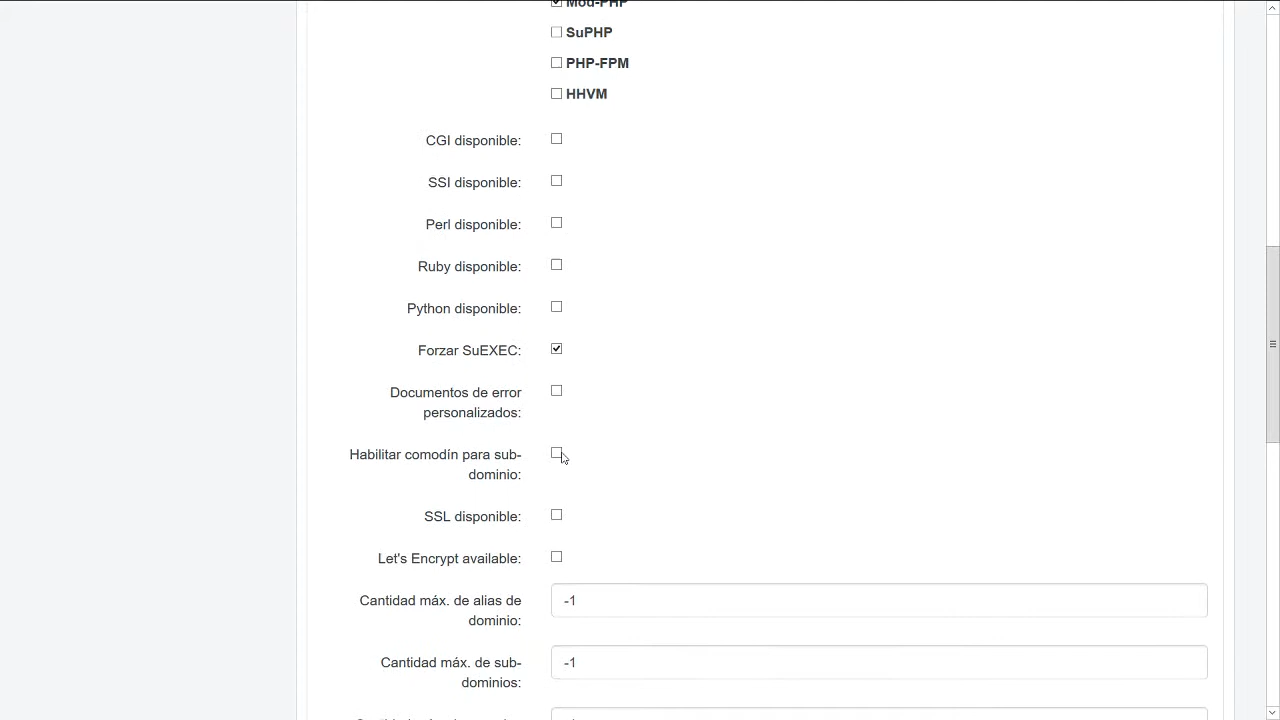 Mod-PHP
SuPHP
PHP-FPM
HHVM
CGI disponible:
SSI disponible:
Perl disponible:
Ruby disponible:
Python disponible:
Forzar SuEXEC:
Documentos de error
personalizados:
Habilitar comodín para sub-
dominio:
SSL disponible:
Let's Encrypt available:
Cantidad máx. de alias de
dominio:
-1
Cantidad máx. de sub-
dominios:
-1